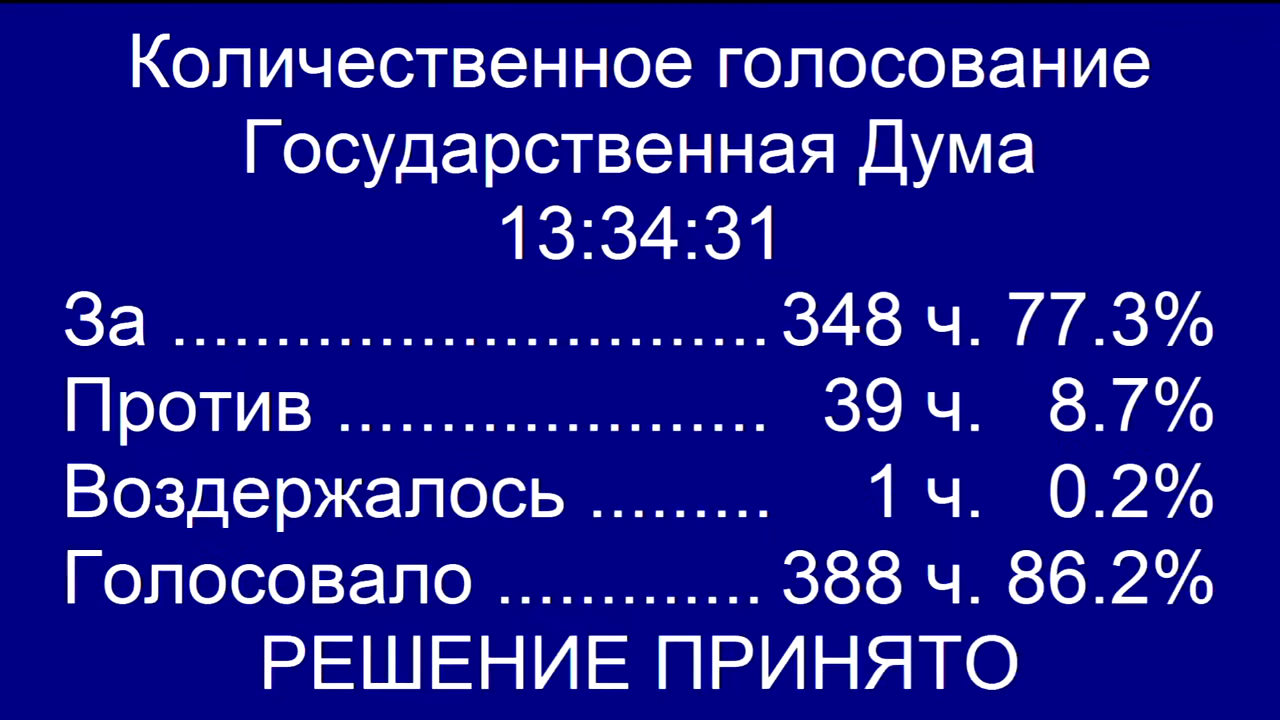 Количественное голосование
Государственная Дума
13:34:31
За ............................ 348 ч. 77.3%
Против ..................... 39 ч. 8.7%
Воздержалось ......... 1 ч. 0.2%
Голосовало ............. 388 ч. 86.2%
РЕШЕНИЕ ПРИНЯТО